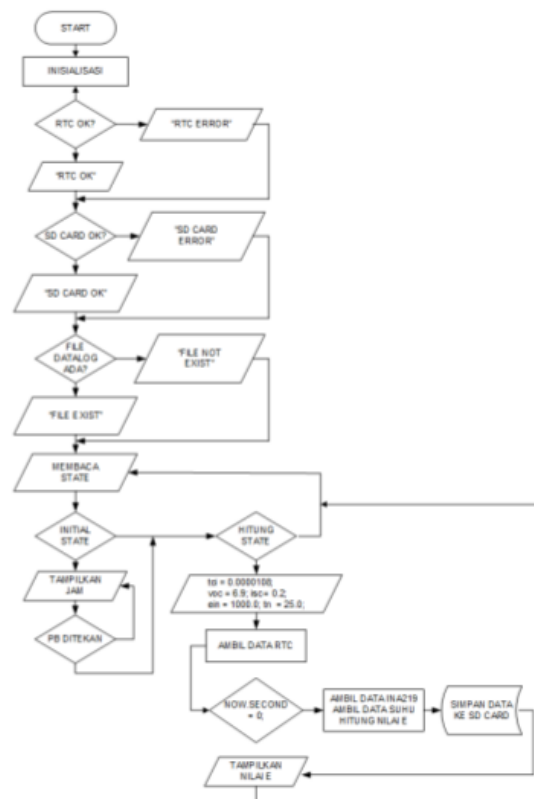 START
INISIALISASI
RTC OK?
"RTC ERROR"
"RTC OK"
SD CARD OK?
"SD CARD
ERROR"
"SD CARD OK"
FILE
DATALOG
ADA?
"FILE NOT
EXIST"
"FILE EXIST"
MEMBACA
STATE
INITIAL
STATE
HITUNG
STATE
TAMPILKAN
JAM
PB DITEKAN
= 0.0000108;
voc = 6.9; isc= 0.2;
= 1000.0; tn = 25.0;
AMBIL DATA RTC
NOW.SECOND
= 0;
AMBIL DATA INA219
AMBIL DATA SUHU
HITUNG NILAI E
SIMPAN DATA
KE SD CARD
TAMPILKAN
NILAI E